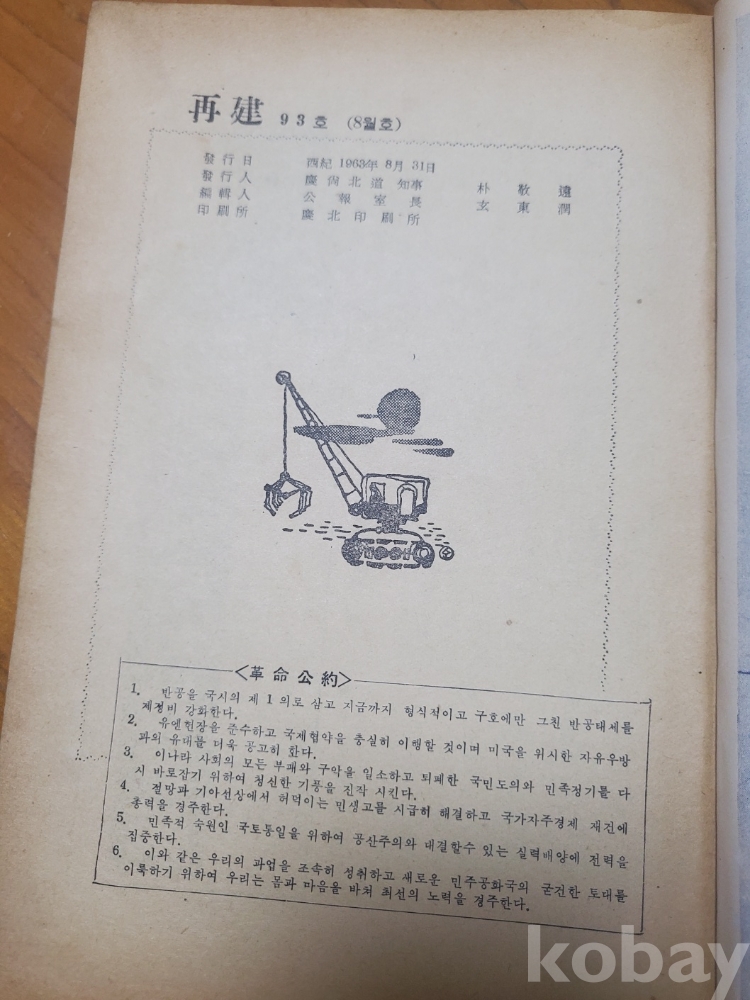 再建 93호 (8월호)
發行日 西紀 1963年 8月 31日
發行人 慶尙北道 知事 朴敬遠
編輯人 公報室長 玄東潤
印刷所 慶北印刷所
<革命公約>
1. 반공을 국시의 제 1 의로 삼고 지금까지 형식적이고 구호에만 그친 반공태세를
재정비 강화한다.
2. 유엔헌장을 준수하고 국제협약을 충실히 이행할 것이며 미국을 위시한 자유우방
과의 유대를 더욱 공고히 한다.
3. 이나라 사회의 모든 부패와 구악을 일소하고 퇴폐한 국민도의와 민족정기를 다
시 바로잡기 위하여 청선한 기풍을 진작 시킨다.
4. 절망과 기아선상에서 허덕이는 민생고를 시급히 해결하고 국가자주경제 재건에
총력을 경주한다.
5. 민족적 숙원인 국토통일을 위하여 공산주의와 대결할수 있는 실력배양에 전력을
집중한다.
6. 이와 같은 우리의 과업을 조속히 성취하고 새로운 민주공화국의 굳건한 토대를
이룩하기 위하여 우리는 몸과 마음을 바쳐 최선의 노력을 경주한다.
kobay